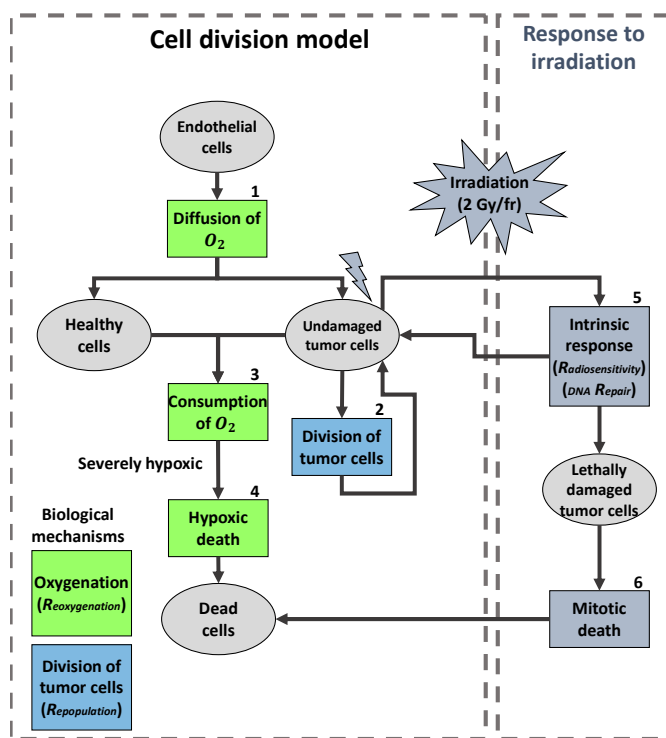 Cell division model
Response to
irradiation
Endothelial
cells
Irradiation
(2 Gy/fr)
1
Diffusion of
O₂
5
Healthy
cells
Undamaged
tumor cells
Intrinsic
response
(Radiosensitivity)
(DNA Repair)
3
Consumption
of O₂
2
Division of
tumor cells
Severely hypoxic
Lethally
damaged
tumor cells
4
Hypoxic
death
Biological
mechanisms
Oxygenation
(Reoxygenation)
6
Dead
cells
Mitotic
death
Division of
tumor cells
(Repopulation)